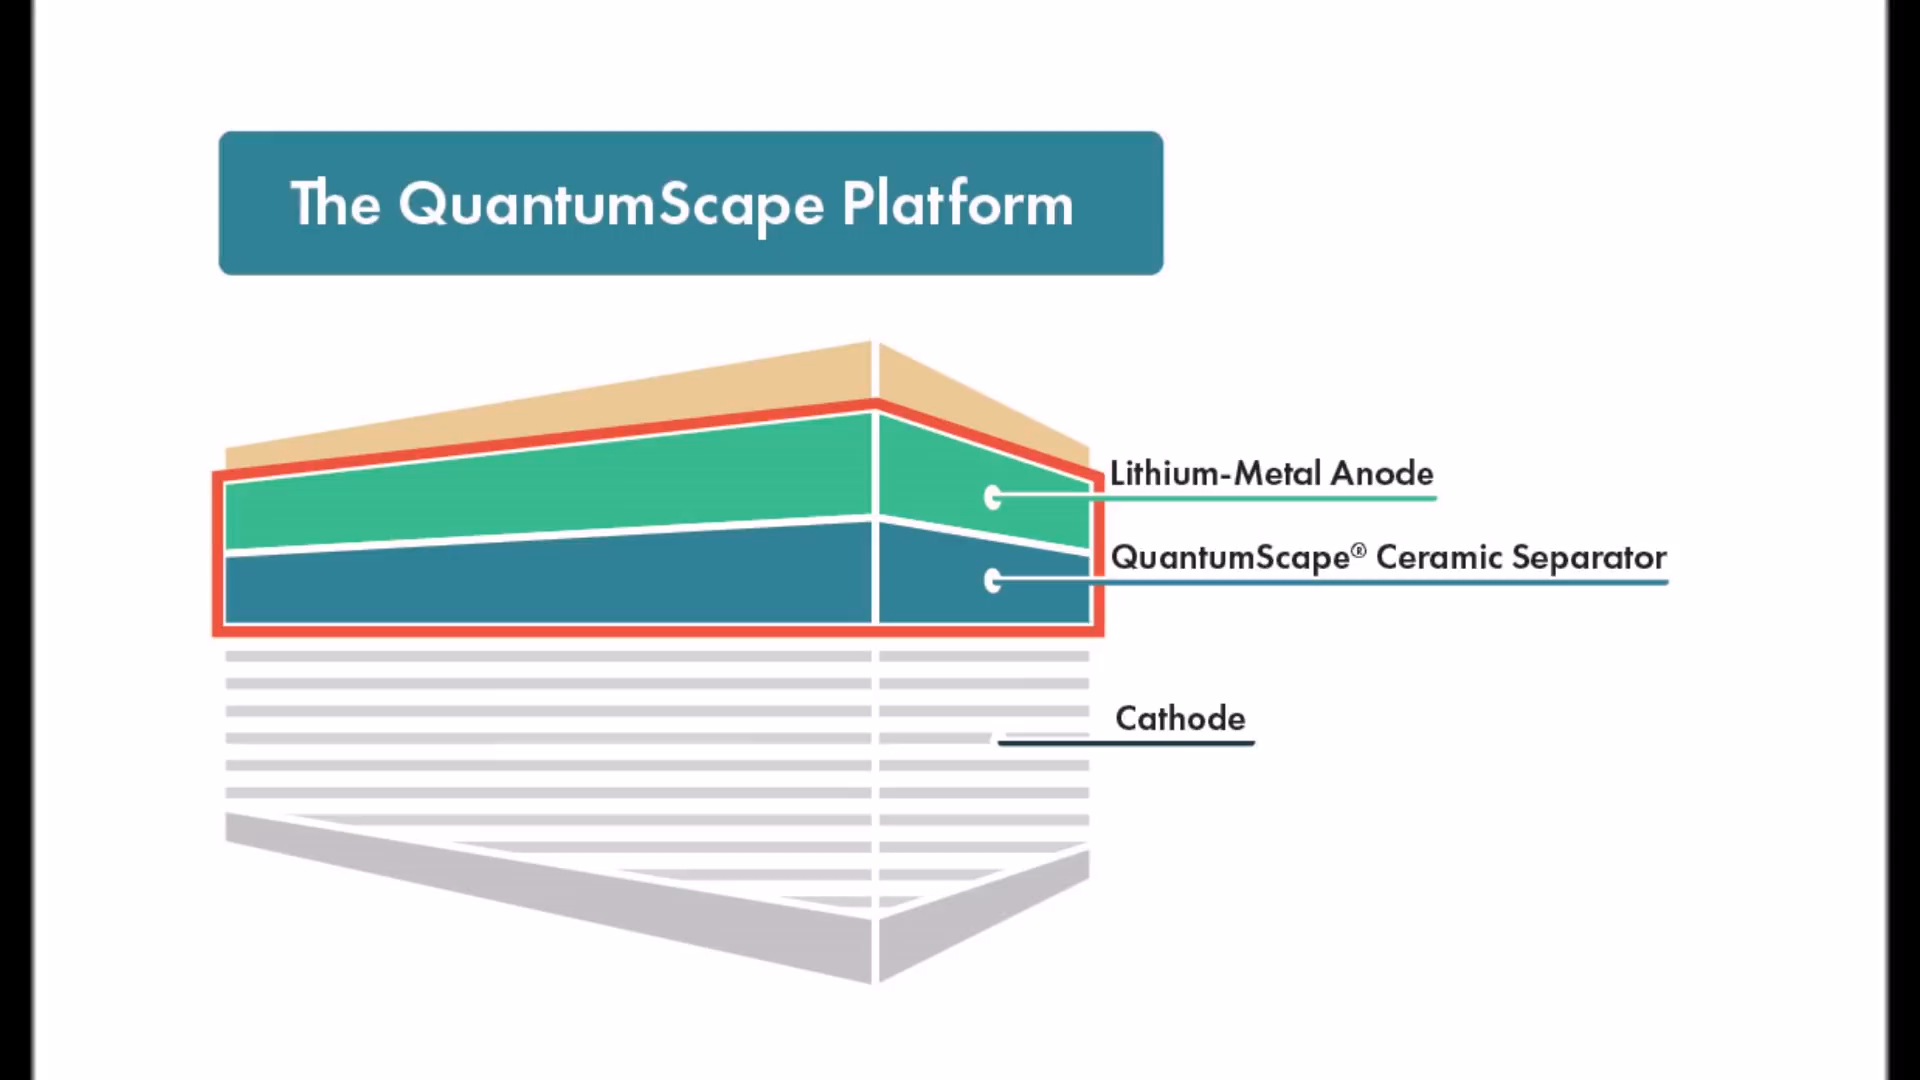 The QuantumScape Platform
Lithium-Metal Anode
QuantumScape® Ceramic Separator
Cathode